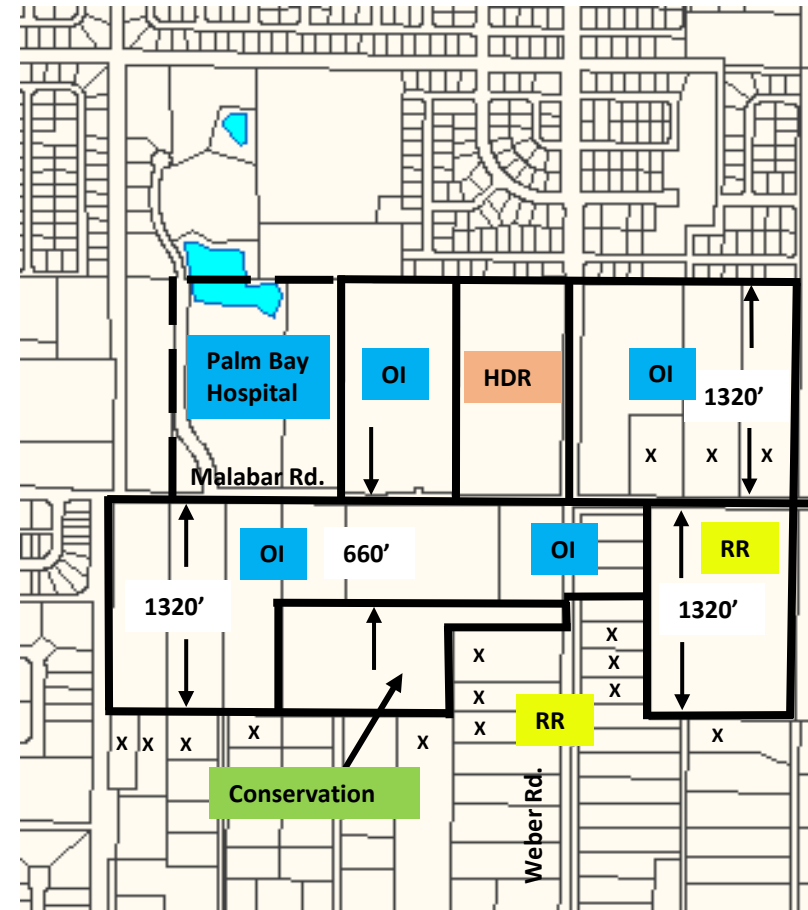 Palm Bay
Hospital
OI
HDR
OI
1320’
X X X
Malabar Rd.
OI
660’
OI
RR
1320’
1320’
X
X
X
X
X
X
RR
X X X
X
X
X
Conservation
Weber Rd.